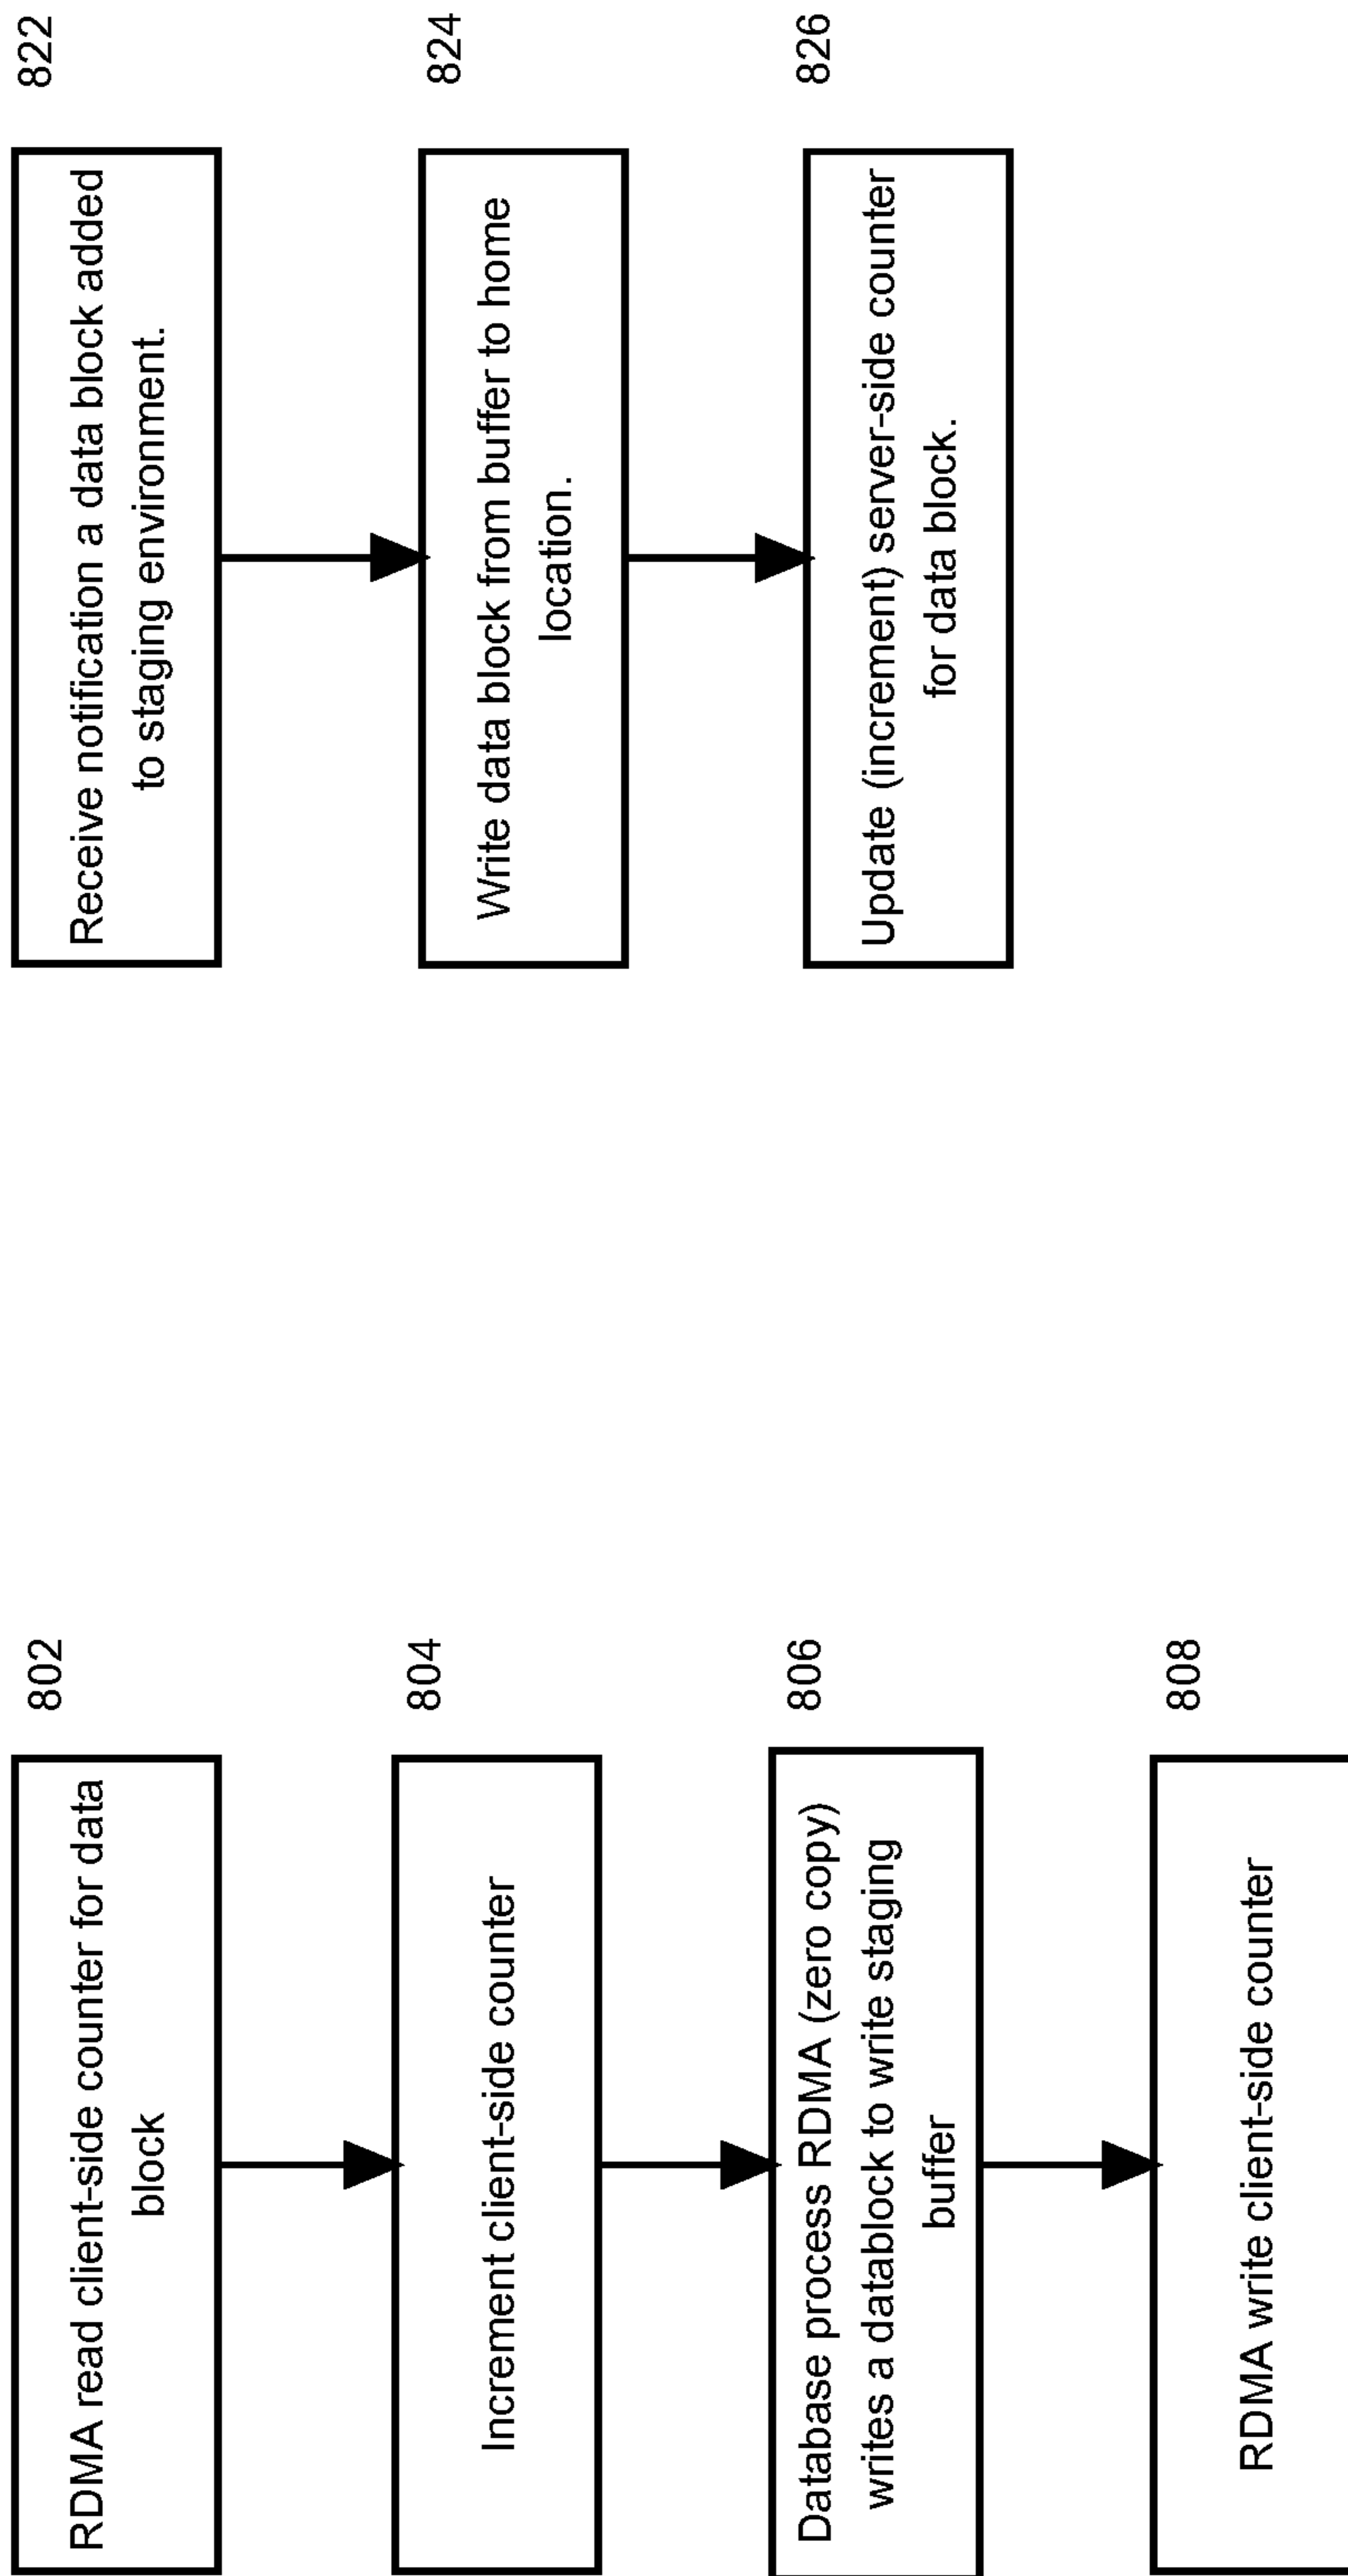 802
RDMA read client-side counter for data
block
804
Increment client-side counter
806
Database process RDMA (zero copy)
writes a datablock to write staging
buffer
808
RDMA write client-side counter
822
Receive notification a data block added
to staging environment.
824
Write data block from buffer to home
location.
826
Update (increment) server-side counter
for data block.